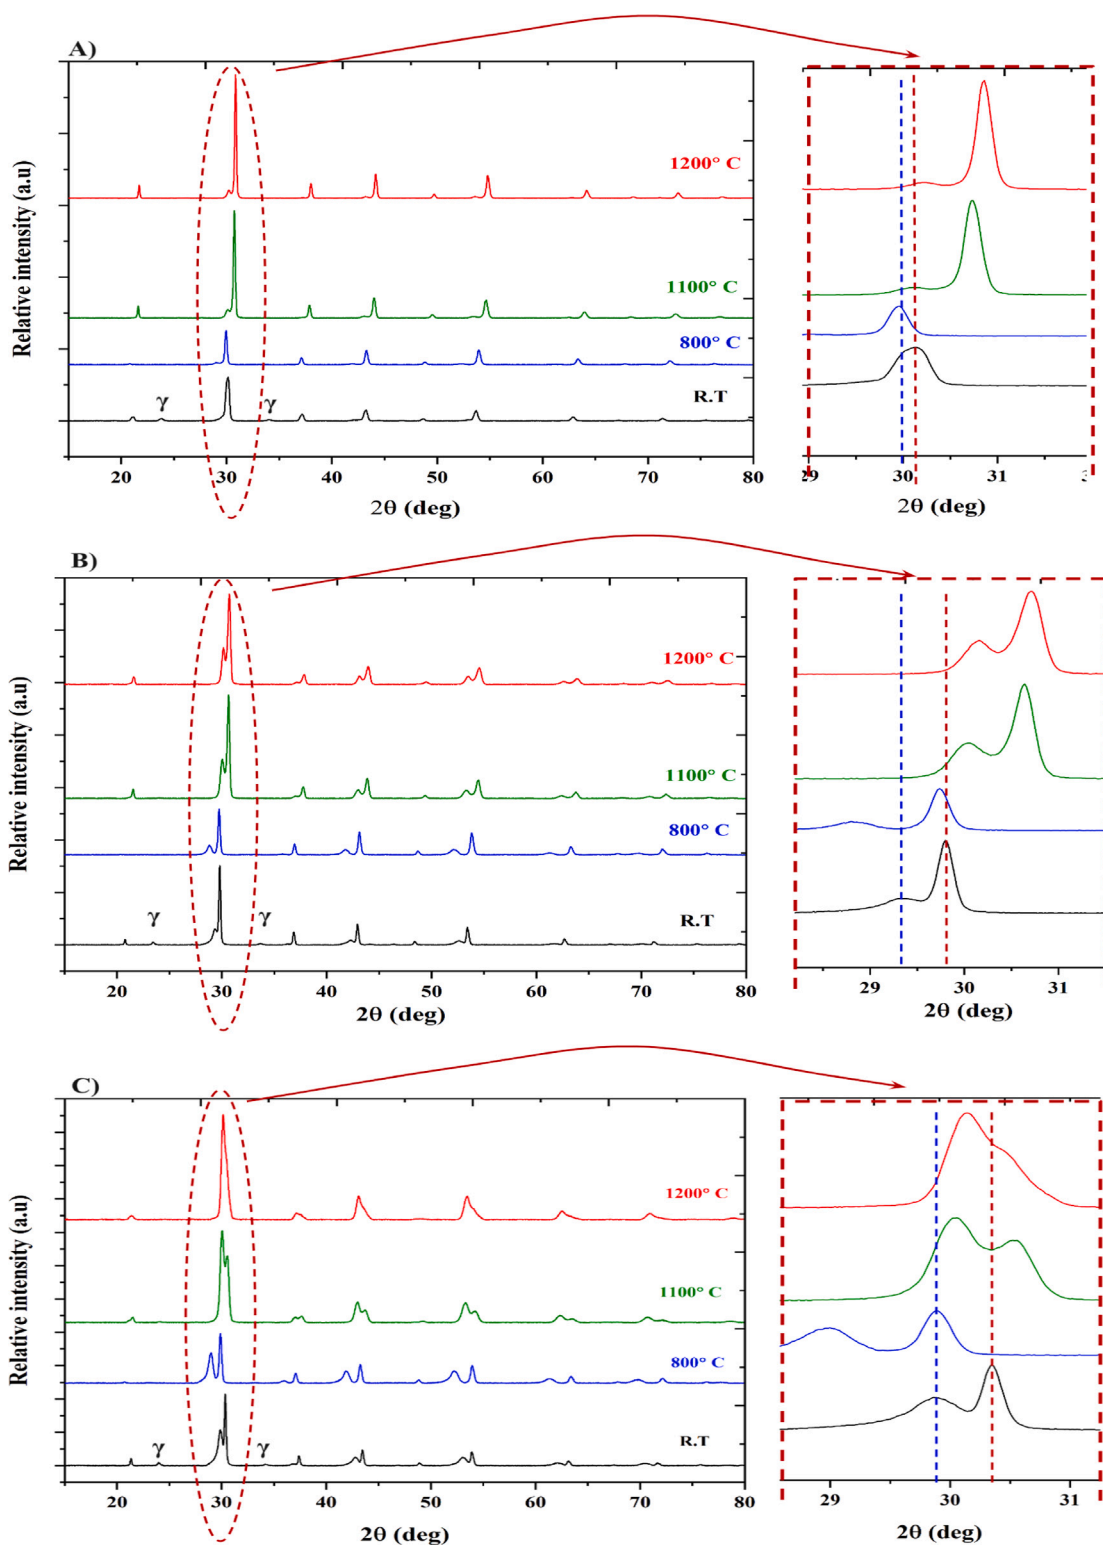 A)
Relative intensity (a.u)
1200° C
1100° C
800° C
R.T
γ γ
20 30 40 50 60 70 80
2θ (deg)
29 30 31
2θ (deg)
B)
Relative intensity (a.u)
1200° C
1100° C
800° C
R.T
γ γ
20 30 40 50 60 70 80
2θ (deg)
29 30 31
2θ (deg)
C)
Relative intensity (a.u)
1200° C
1100° C
800° C
R.T
γ γ
20 30 40 50 60 70 80
2θ (deg)
29 30 31
2θ (deg)